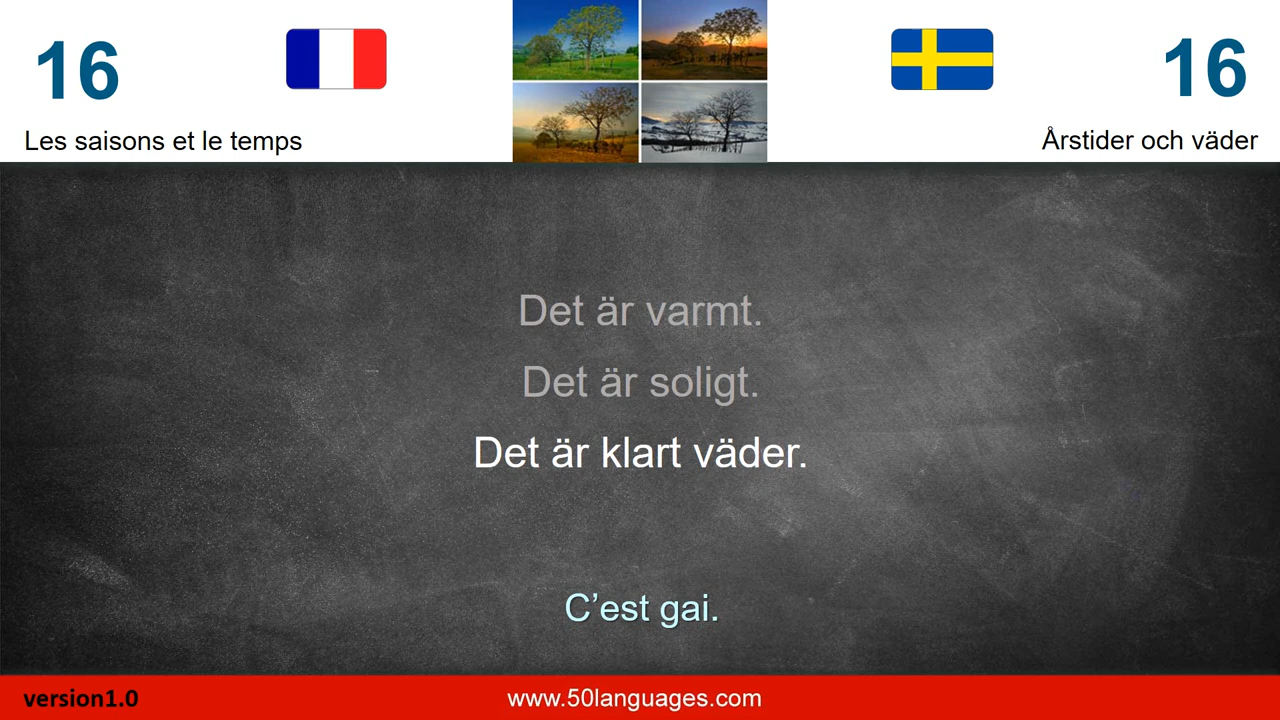 16
16
Les saisons et le temps
Årstider och väder
Det är varmt.
Det är soligt.
Det är klart väder.
C’est gai.
version1.0
www.50languages.com